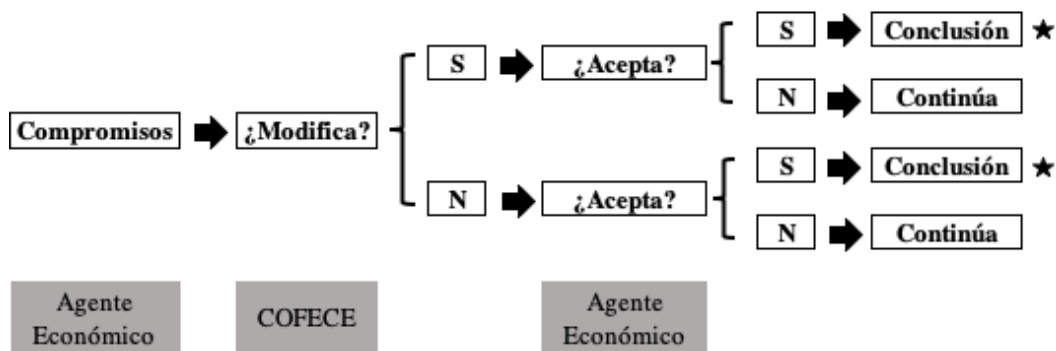 S Conclusión ★
S ¿Acepta?
N Continúa
Compromisos ¿Modifica?
S Conclusión ★
N ¿Acepta?
N Continúa
Agente
Económico
COFECE
Agente
Económico